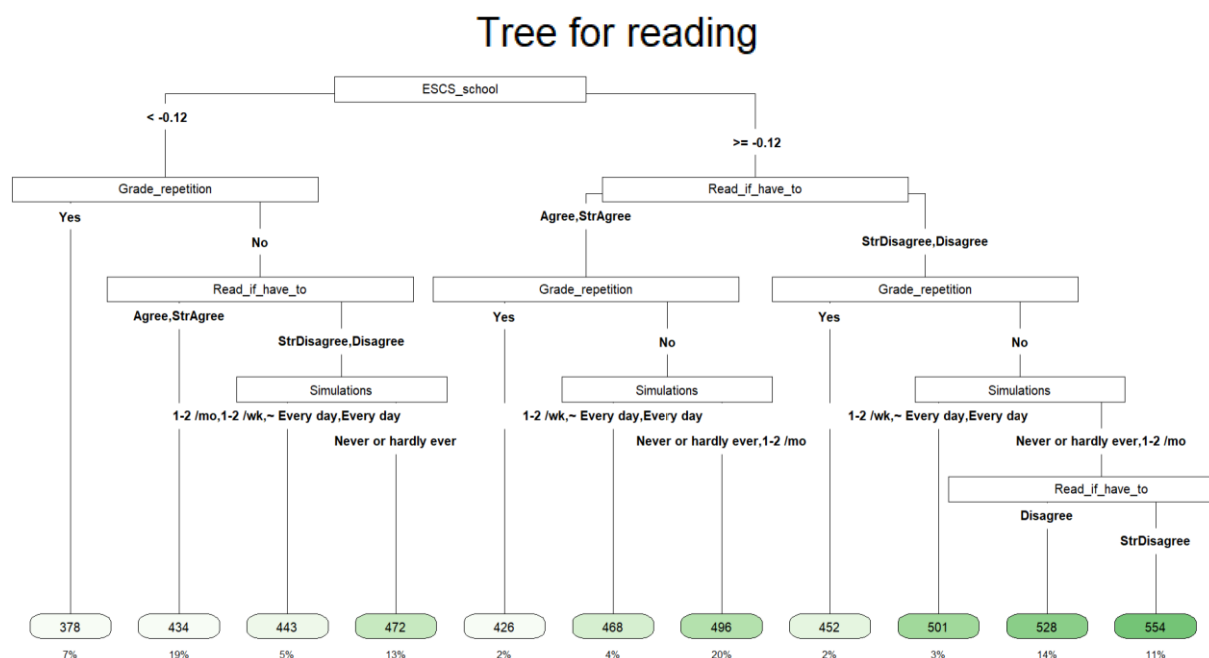 Tree for reading
ESCS_school
< -0.12
>= -0.12
Grade_repetition
Read_if_have_to
Yes
Agree,StrAgree
No
StrDisagree,Disagree
Read_if_have_to
Grade_repetition
Grade_repetition
Agree,StrAgree
Yes
Yes
StrDisagree,Disagree
No
No
Simulations
Simulations
Simulations
1-2 /mo,1-2 /wk,~ Every day,Every day
1-2 /wk,~ Every day,Every day
1-2 /wk,~ Every day,Every day
Never or hardly ever
Never or hardly ever,1-2 /mo
Never or hardly ever,1-2 /mo
Read_if_have_to
Disagree
StrDisagree
378 434 443 472 426 468 496 452 501 528 554
7% 19% 5% 13% 2% 4% 20% 2% 3% 14% 11%